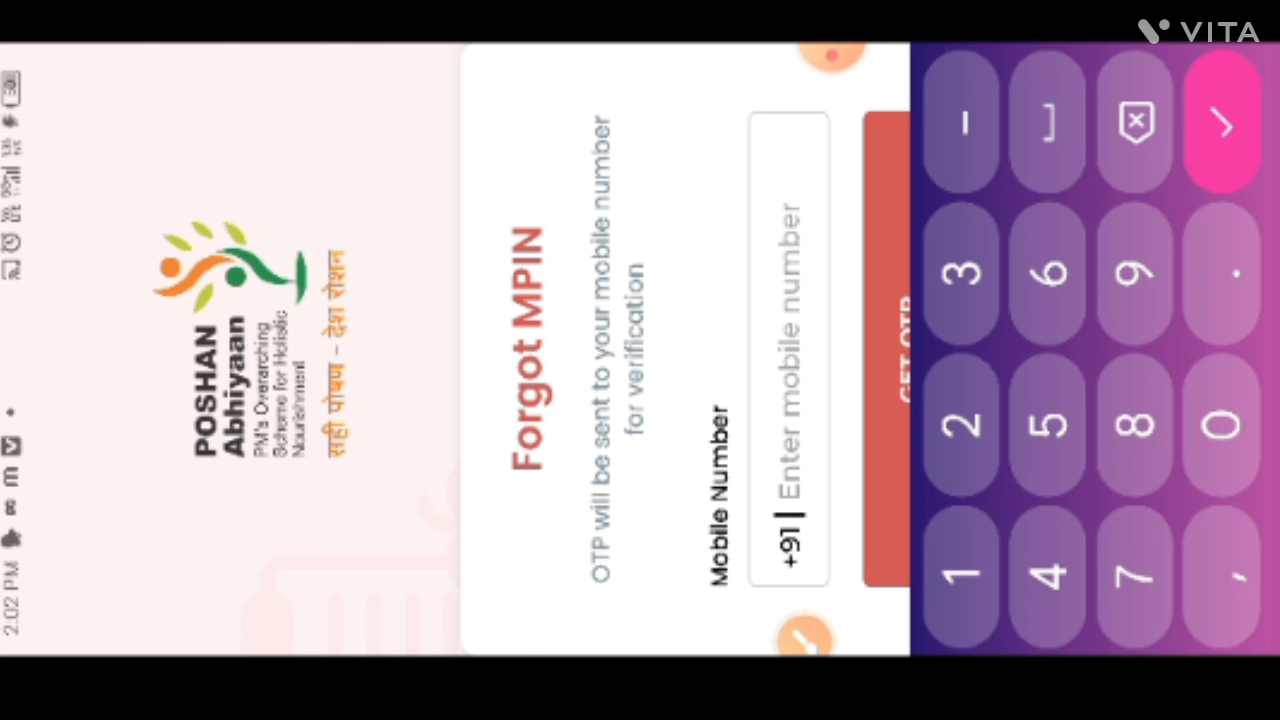 VITA
2:02 PM
POSHAN
Abhiyaan
PM's Overarching
Scheme for Holistic
Nourishment
सही पोषण – देश रोशन
Forgot MPIN
OTP will be sent to your mobile number
for verification
Mobile Number
+91 Enter mobile number
GET OTP
1 2 3 –
4 5 6
7 8 9
, 0 .